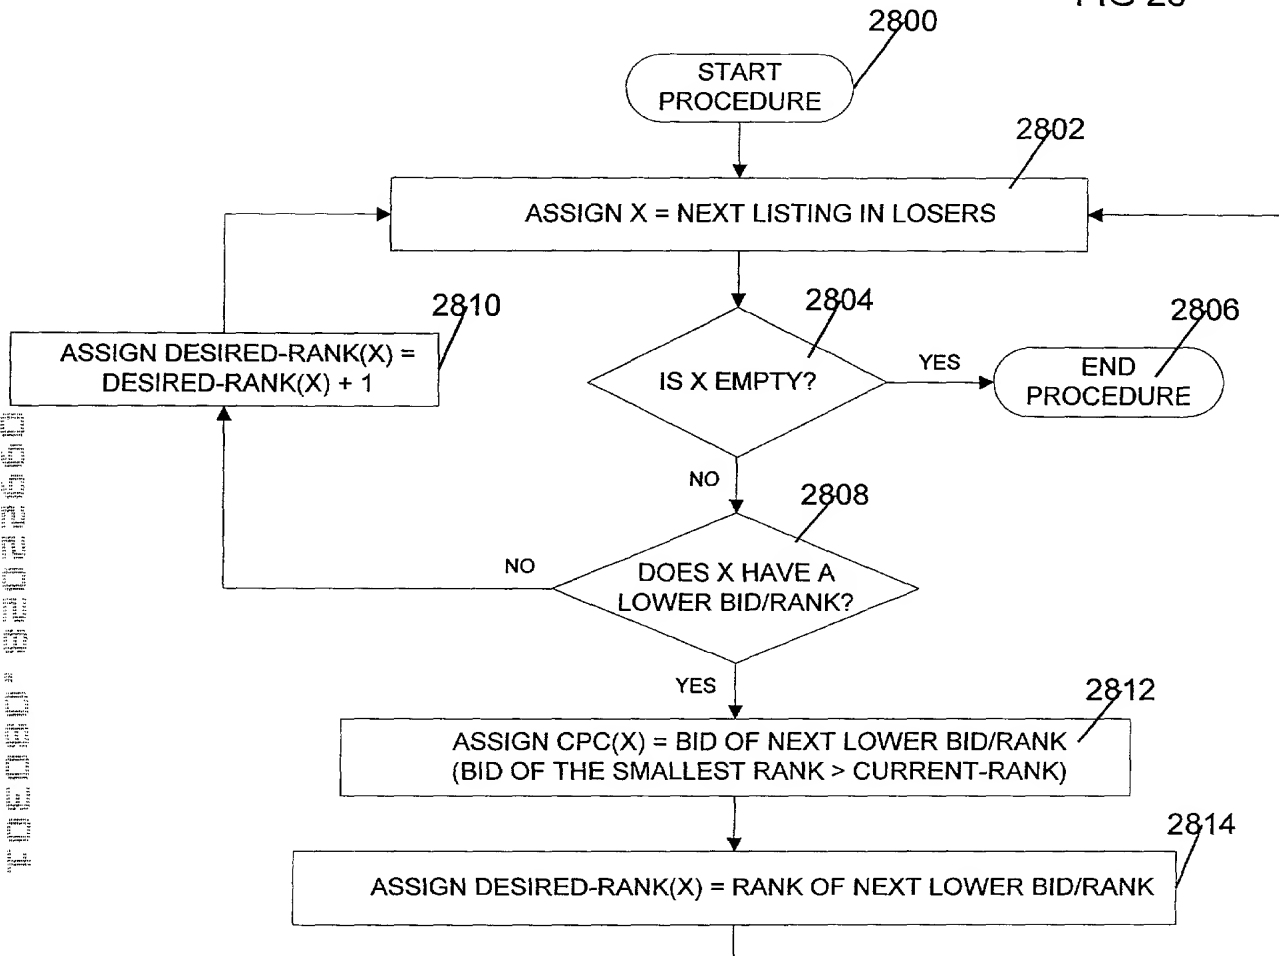 2800
START
PROCEDURE
2802
ASSIGN X = NEXT LISTING IN LOSERS
2804
2806
2810
ASSIGN DESIRED-RANK(X) =
DESIRED-RANK(X) + 1
IS X EMPTY?
YES
END
PROCEDURE
NO
2808
NO
DOES X HAVE A
LOWER BID/RANK?
YES
2812
ASSIGN CPC(X) = BID OF NEXT LOWER BID/RANK
(BID OF THE SMALLEST RANK > CURRENT-RANK)
2814
ASSIGN DESIRED-RANK(X) = RANK OF NEXT LOWER BID/RANK